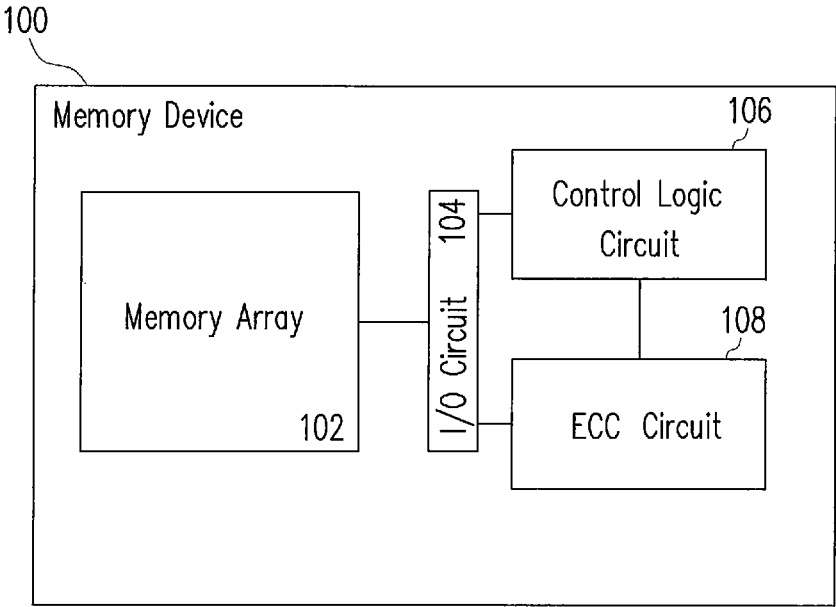 100
Memory Device
106
Control Logic
Circuit
Memory Array
102
I/O Circuit 104
108
ECC Circuit